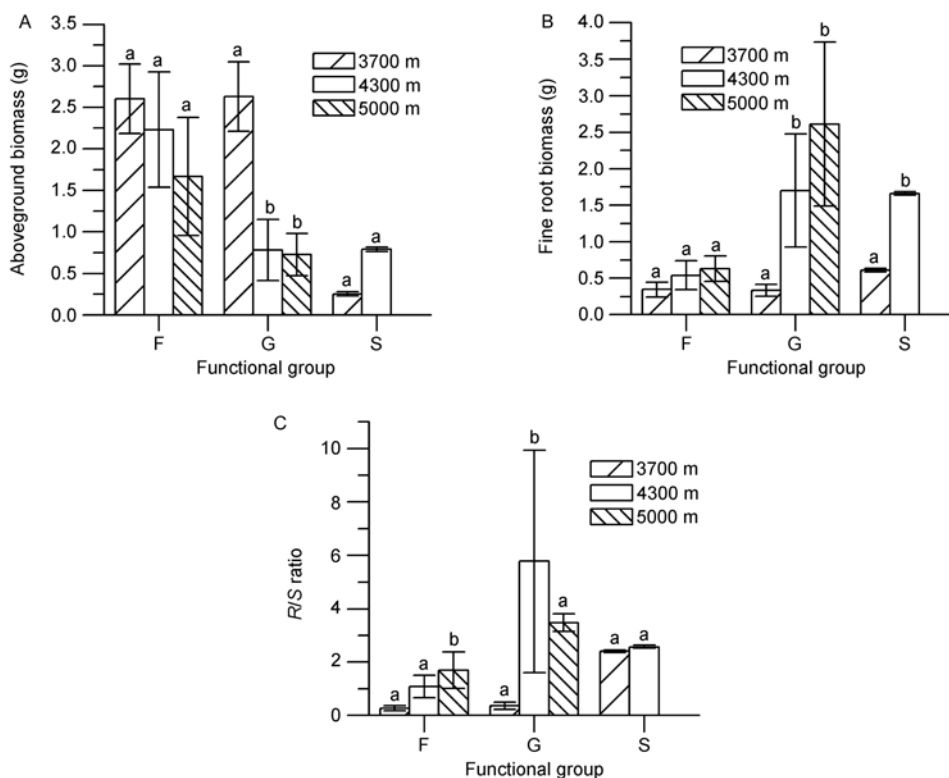 A
Aboveground biomass (g)
3.5
3.0
2.5
2.0
1.5
1.0
0.5
0.0
a
a
a
a
b
b
a
a
3700 m
4300 m
5000 m
F
G
S
Functional group
B
Fine root biomass (g)
4.0
3.5
3.0
2.5
2.0
1.5
1.0
0.5
0.0
a
a
a
a
b
b
a
b
3700 m
4300 m
5000 m
F
G
S
Functional group
C
R/S ratio
10
8
6
4
2
0
a
a
b
a
b
a
a
a
3700 m
4300 m
5000 m
F
G
S
Functional group